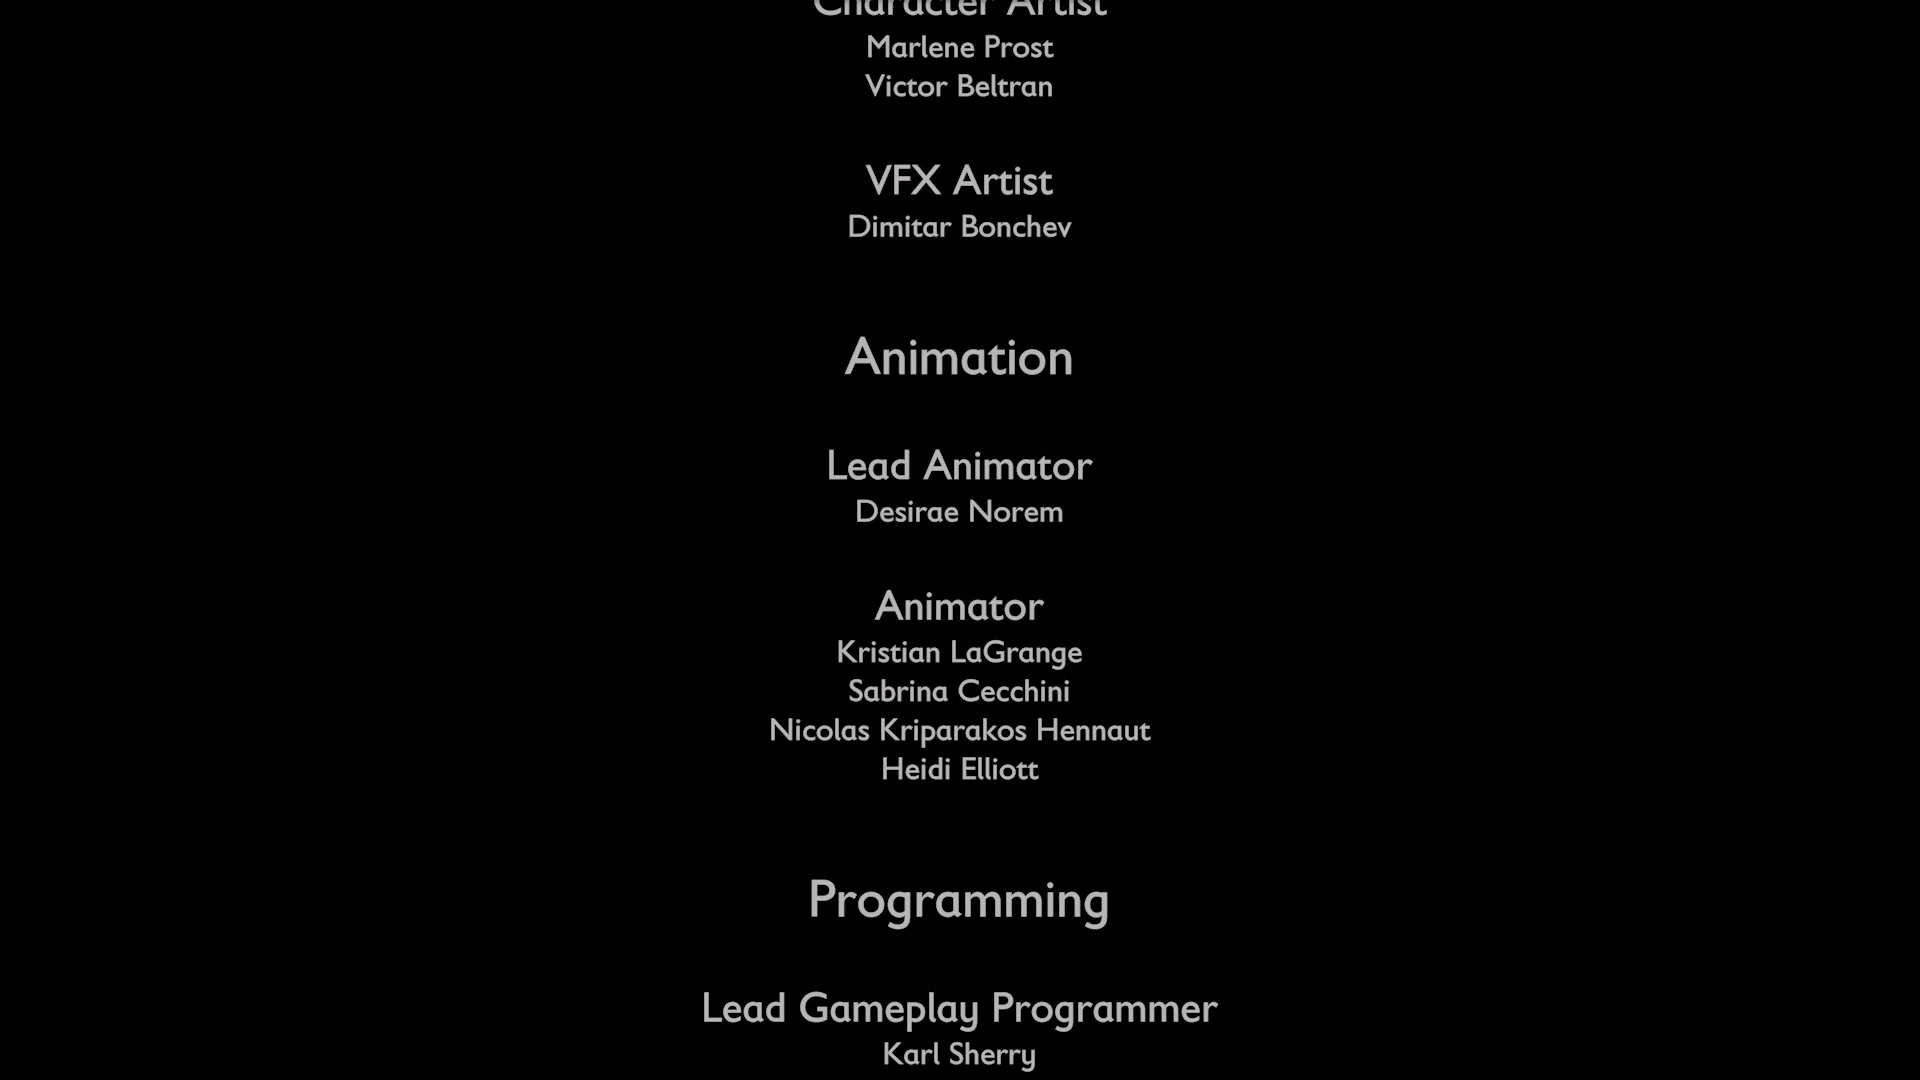 Character Artist
Marlene Prost
Victor Beltran
VFX Artist
Dimitar Bonchev
Animation
Lead Animator
Desirae Norem
Animator
Kristian LaGrange
Sabrina Cecchini
Nicolas Kriparakos Hennaut
Heidi Elliott
Programming
Lead Gameplay Programmer
Karl Sherry